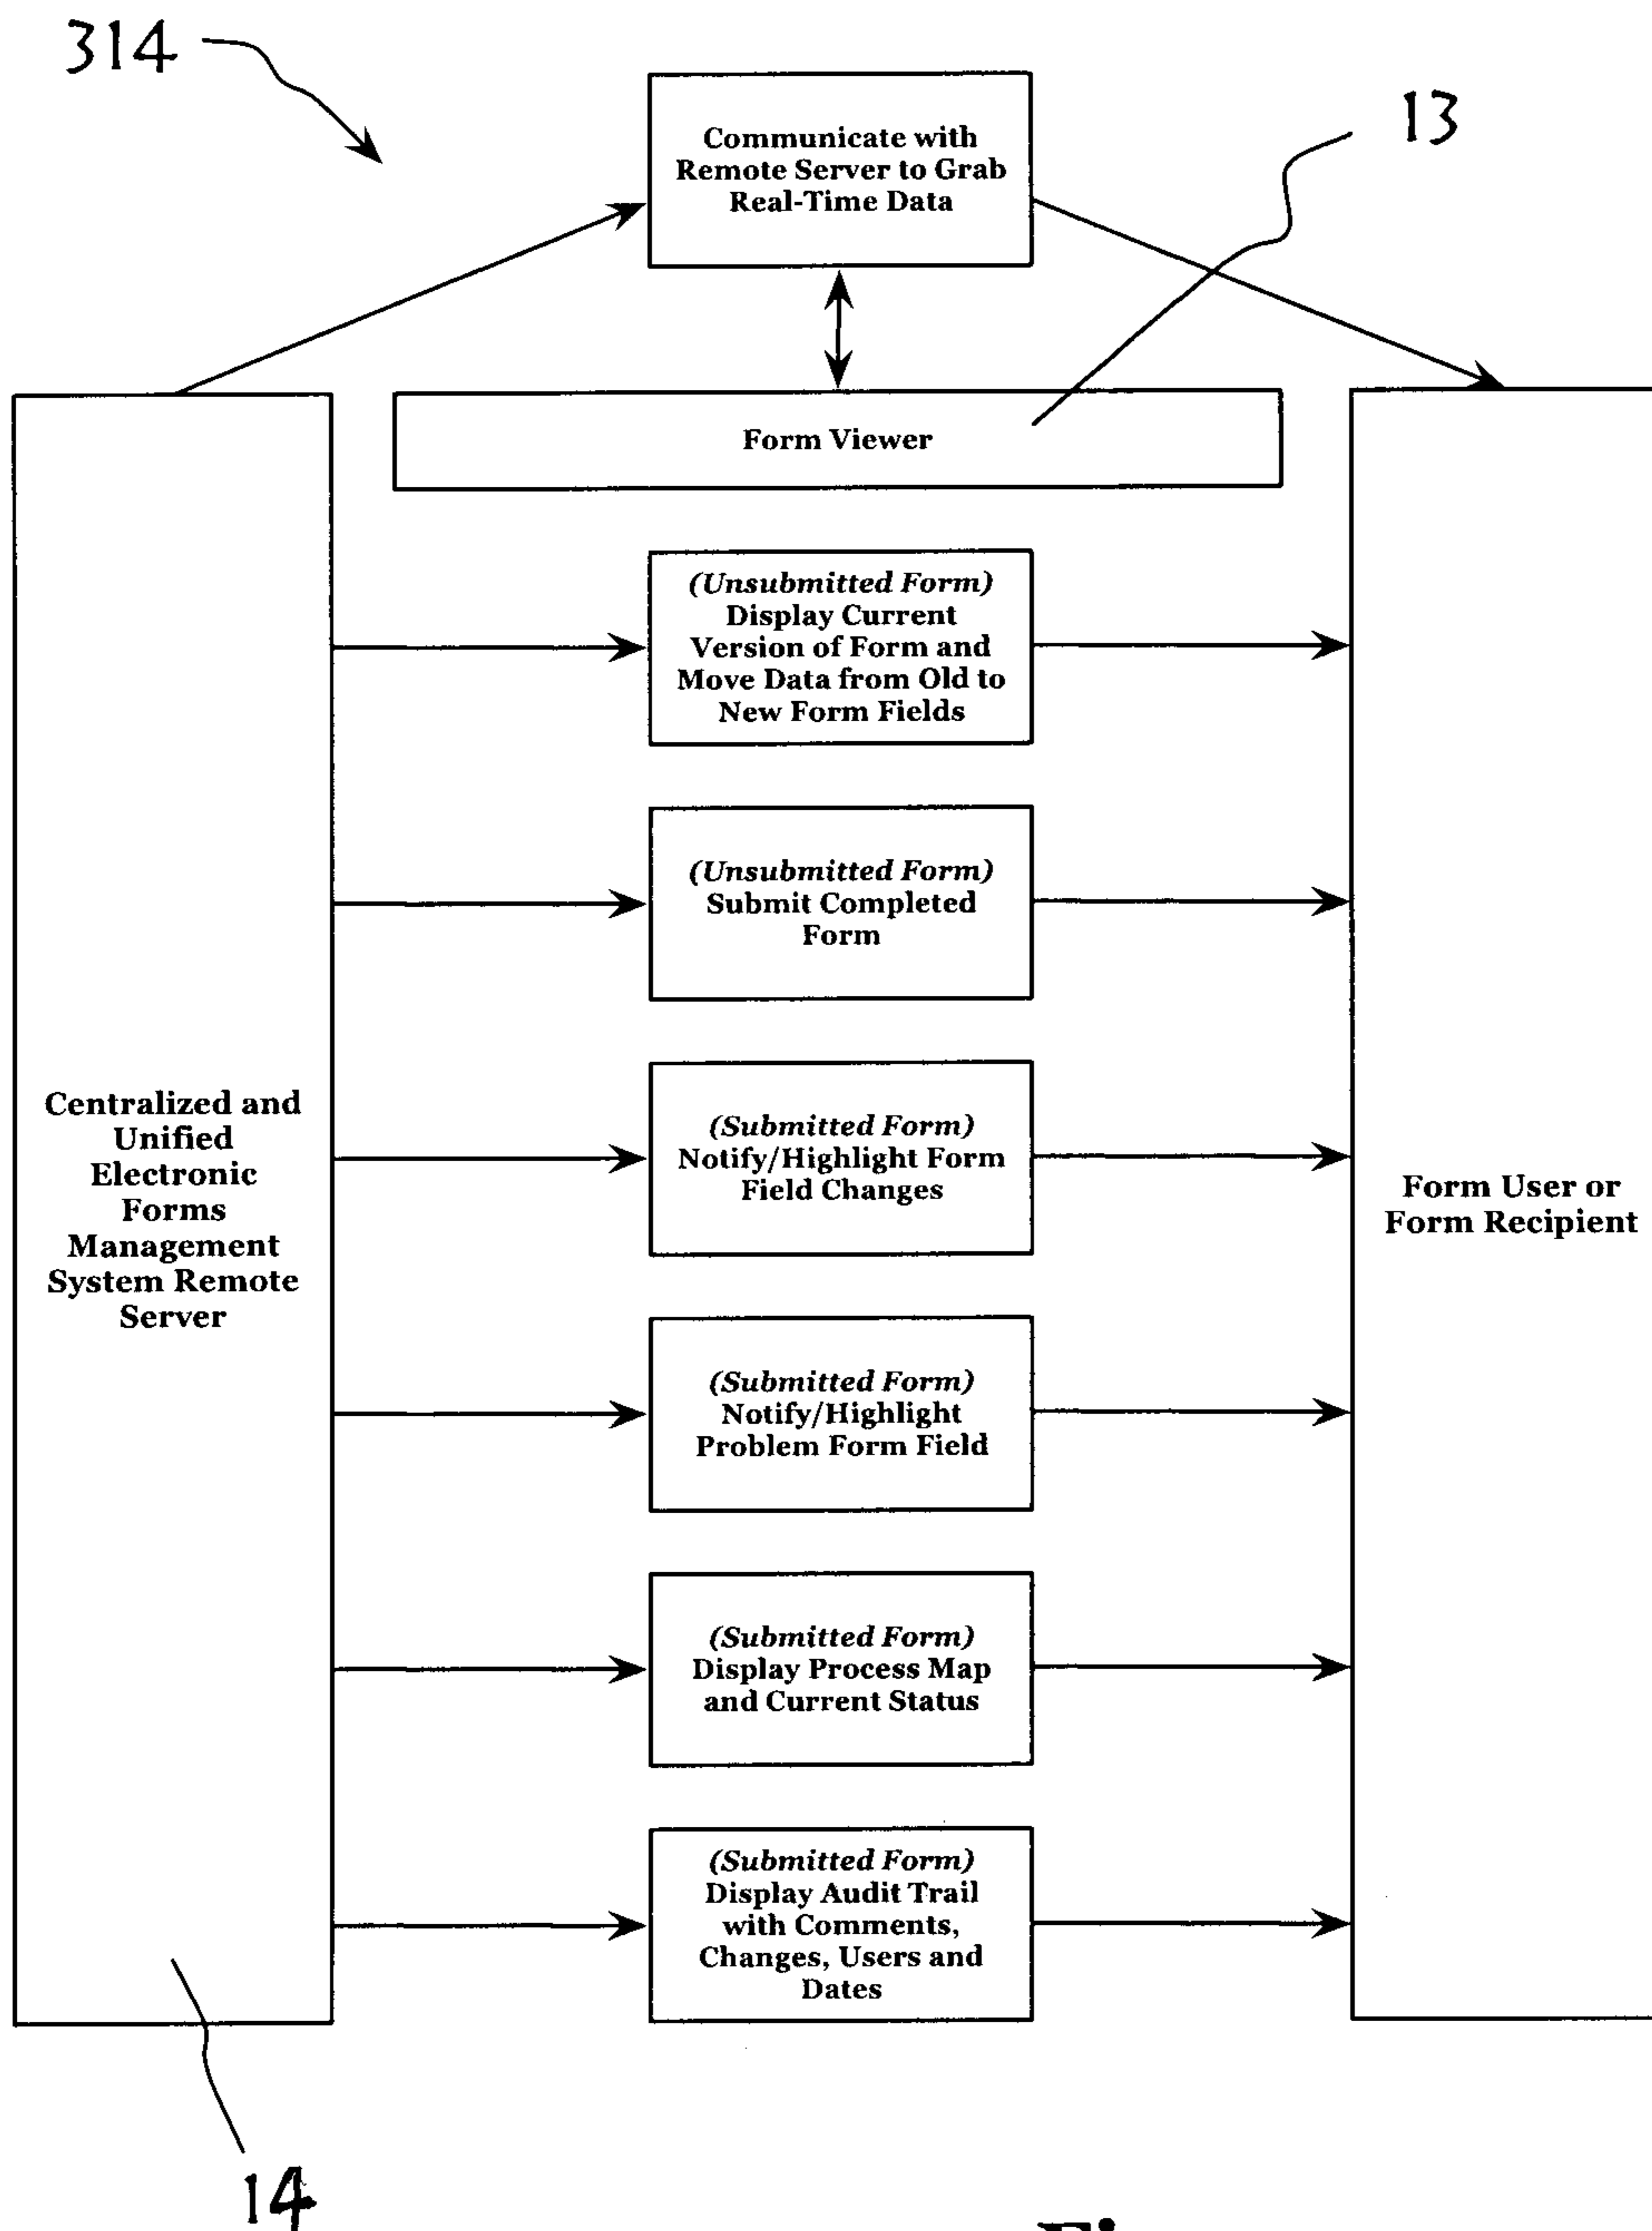 314
Communicate with
Remote Server to Grab
Real-Time Data
13
Form Viewer
(Unsubmitted Form)
Display Current
Version of Form and
Move Data from Old to
New Form Fields
(Unsubmitted Form)
Submit Completed
Form
Centralized and
Unified
Electronic
Forms
Management
System Remote
Server
(Submitted Form)
Notify/Highlight Form
Field Changes
Form User or
Form Recipient
(Submitted Form)
Notify/Highlight
Problem Form Field
(Submitted Form)
Display Process Map
and Current Status
(Submitted Form)
Display Audit Trail
with Comments,
Changes, Users and
Dates
14